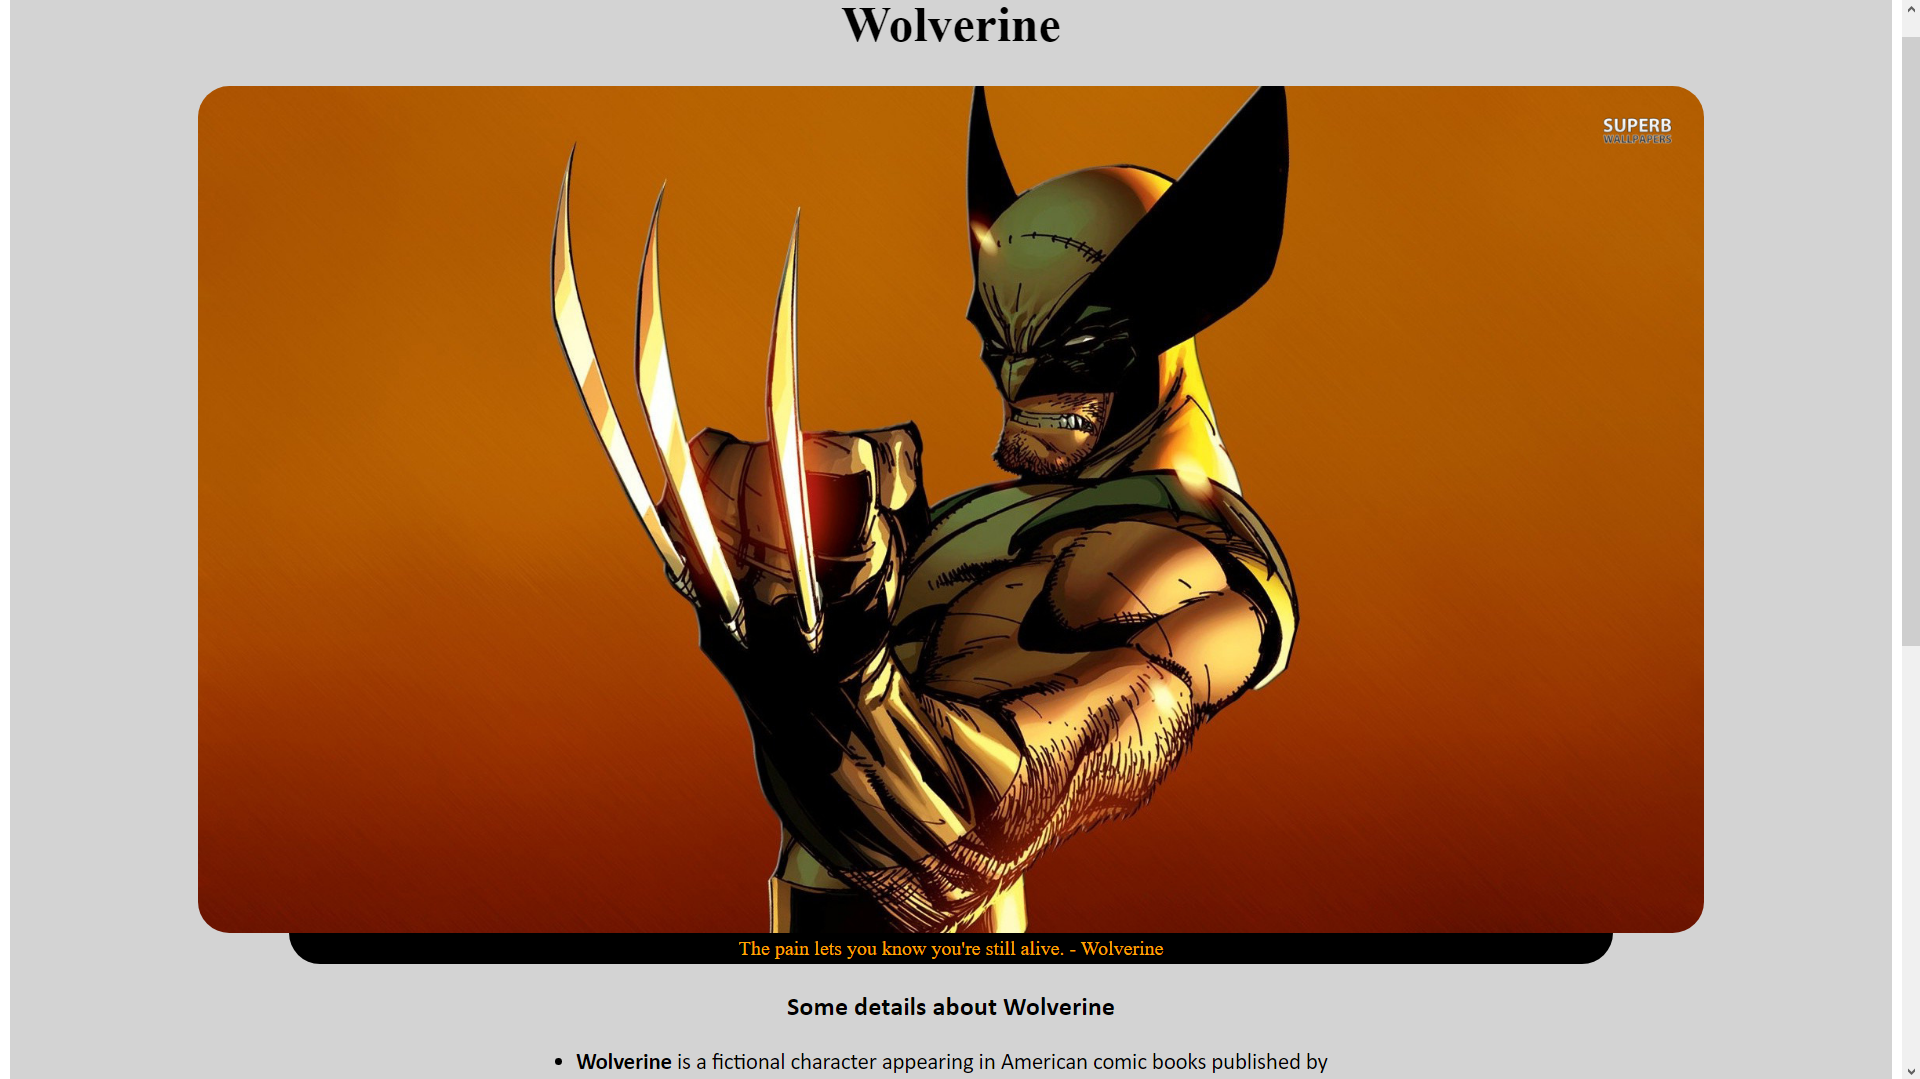 Wolverine
SUPERB
WALLPAPERS
The pain lets you know you're still alive. - Wolverine
Some details about Wolverine
Wolverine is a fictional character appearing in American comic books published by